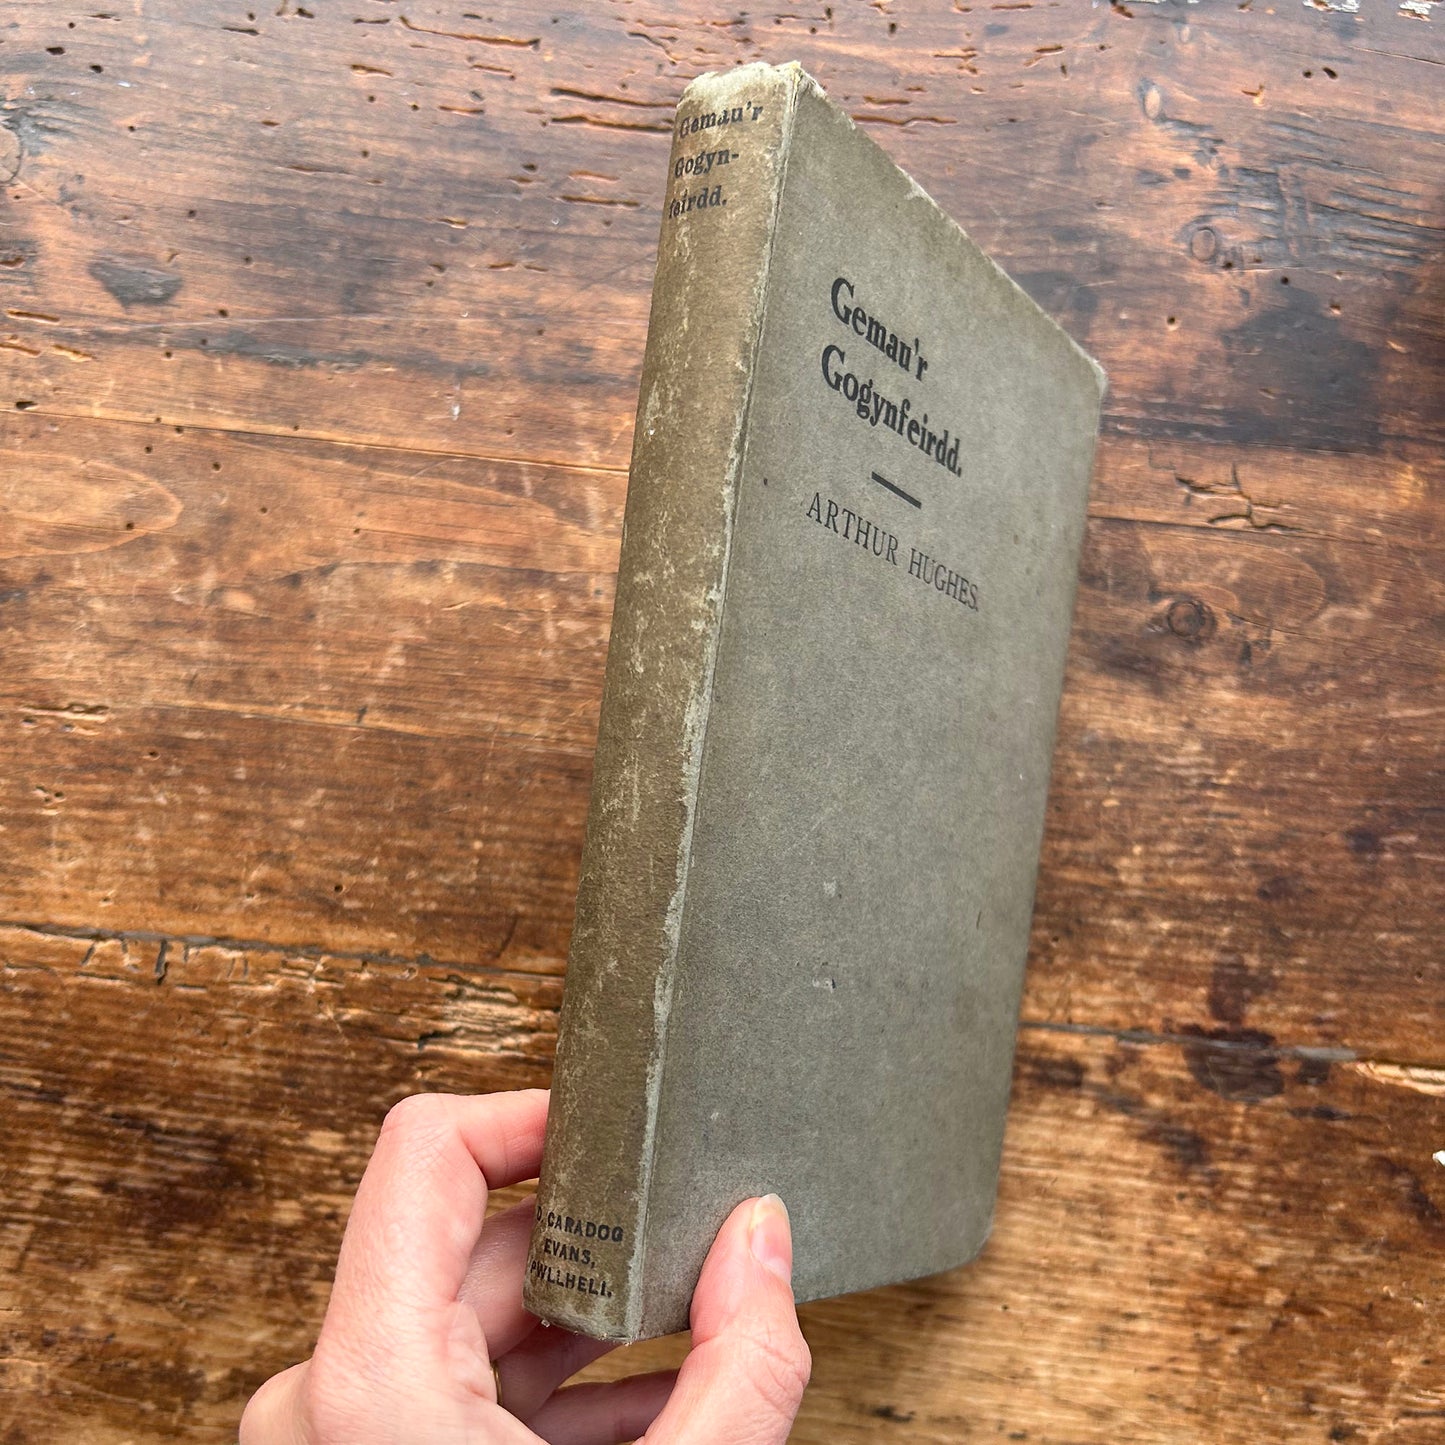 Gemau'r
Gogyn-
feirdd.
Gemau'r
Gogynfeirdd.
ARTHUR HUGHES.
D. CARADOG
EVANS,
PWLLHELI.